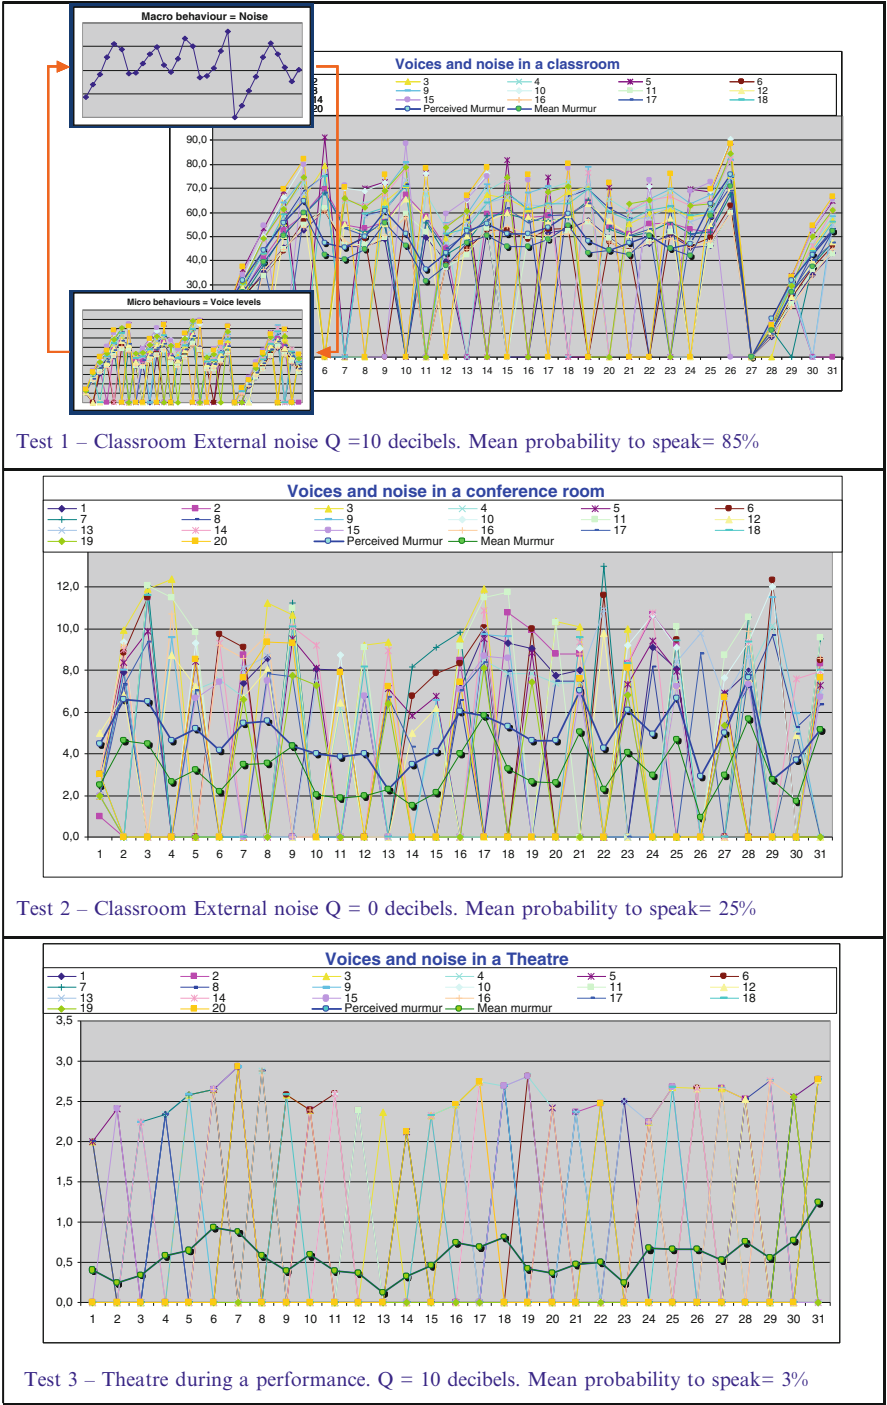 Macro behaviour = Noise
Voices and noise in a classroom
2 3 4 5 6
8 9 10 11 12
14 15 16 17 18
20 Perceived Murmur Mean Murmur
90,0
80,0
70,0
60,0
50,0
40,0
30,0
Micro behaviours = Voice levels
6 7 8 9 10 11 12 13 14 15 16 17 18 19 20 21 22 23 24 25 26 27 28 29 30 31
Test 1 – Classroom External noise Q =10 decibels. Mean probability to speak= 85%
Voices and noise in a conference room
1 2 3 4 5 6
7 8 9 10 11 12
13 14 15 16 17 18
19 20 Perceived Murmur Mean Murmur
12,0
10,0
8,0
6,0
4,0
2,0
0,0
1 2 3 4 5 6 7 8 9 10 11 12 13 14 15 16 17 18 19 20 21 22 23 24 25 26 27 28 29 30 31
Test 2 – Classroom External noise Q = 0 decibels. Mean probability to speak= 25%
Voices and noise in a Theatre
1 2 3 4 5 6
7 8 9 10 11 12
13 14 15 16 17 18
19 20 Perceived murmur Mean murmur
3,5
3,0
2,5
2,0
1,5
1,0
0,5
0,0
1 2 3 4 5 6 7 8 9 10 11 12 13 14 15 16 17 18 19 20 21 22 23 24 25 26 27 28 29 30 31
Test 3 – Theatre during a performance. Q = 10 decibels. Mean probability to speak= 3%